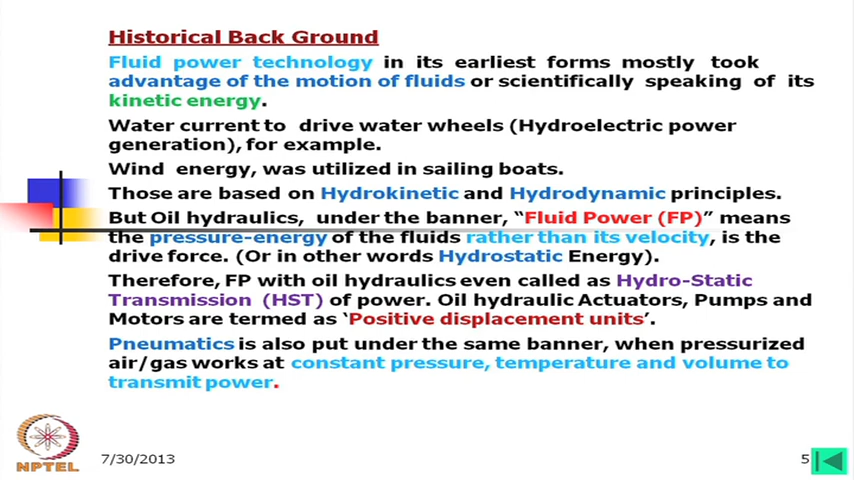 Historical Back Ground
Fluid power technology in its earliest forms mostly took
advantage of the motion of fluids or scientifically speaking of its
kinetic energy.
Water current to drive water wheels (Hydroelectric power
generation), for example.
Wind energy, was utilized in sailing boats.
Those are based on Hydrokinetic and Hydrodynamic principles.
But Oil hydraulics, under the banner, “Fluid Power (FP)” means
the pressure-energy of the fluids rather than its velocity, is the
drive force. (Or in other words Hydrostatic Energy).
Therefore, FP with oil hydraulics even called as Hydro-Static
Transmission (HST) of power. Oil hydraulic Actuators, Pumps and
Motors are termed as ‘Positive displacement units’.
Pneumatics is also put under the same banner, when pressurized
air/gas works at constant pressure, temperature and volume to
transmit power.
NPTEL
7/30/2013
5